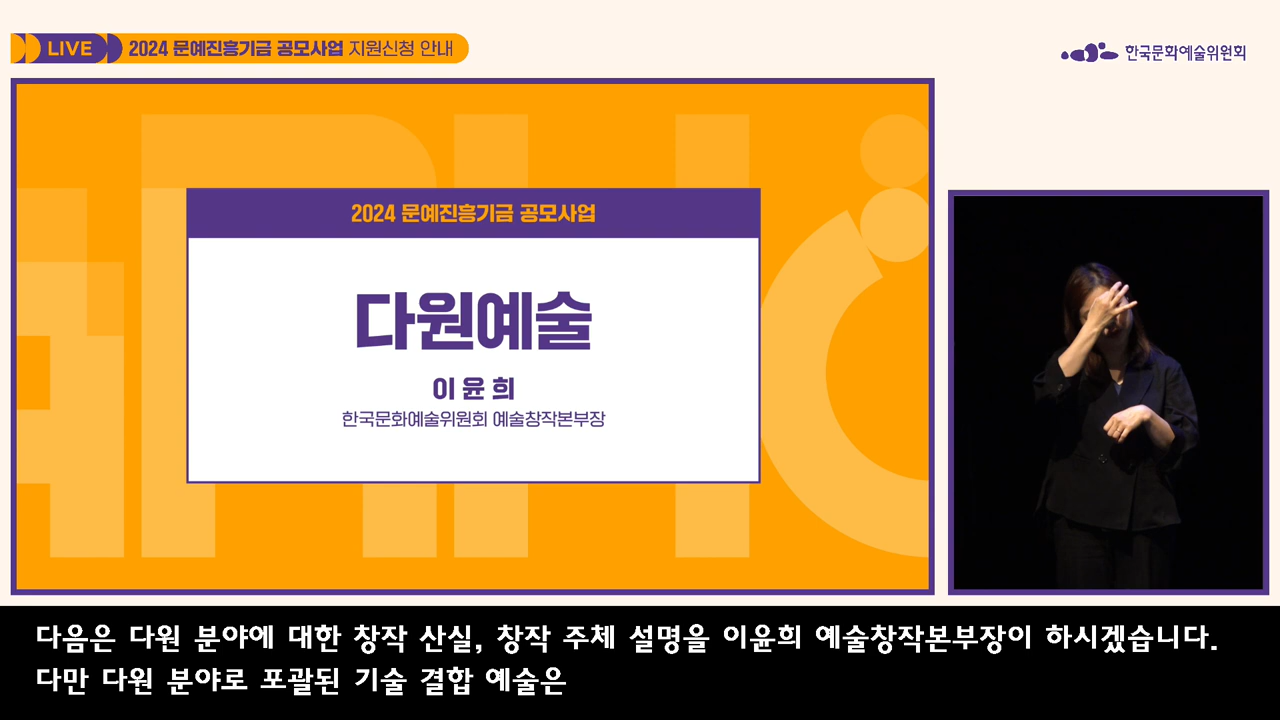 LIVE 2024 문예진흥기금 공모사업 지원신청 안내
한국문화예술위원회
2024 문예진흥기금 공모사업
다원예술
이윤희
한국문화예술위원회 예술창작본부장
다음은 다원 분야에 대한 창작 산실, 창작 주체 설명을 이윤희 예술창작본부장이 하시겠습니다.
다만 다원 분야로 포괄된 기술 결합 예술은